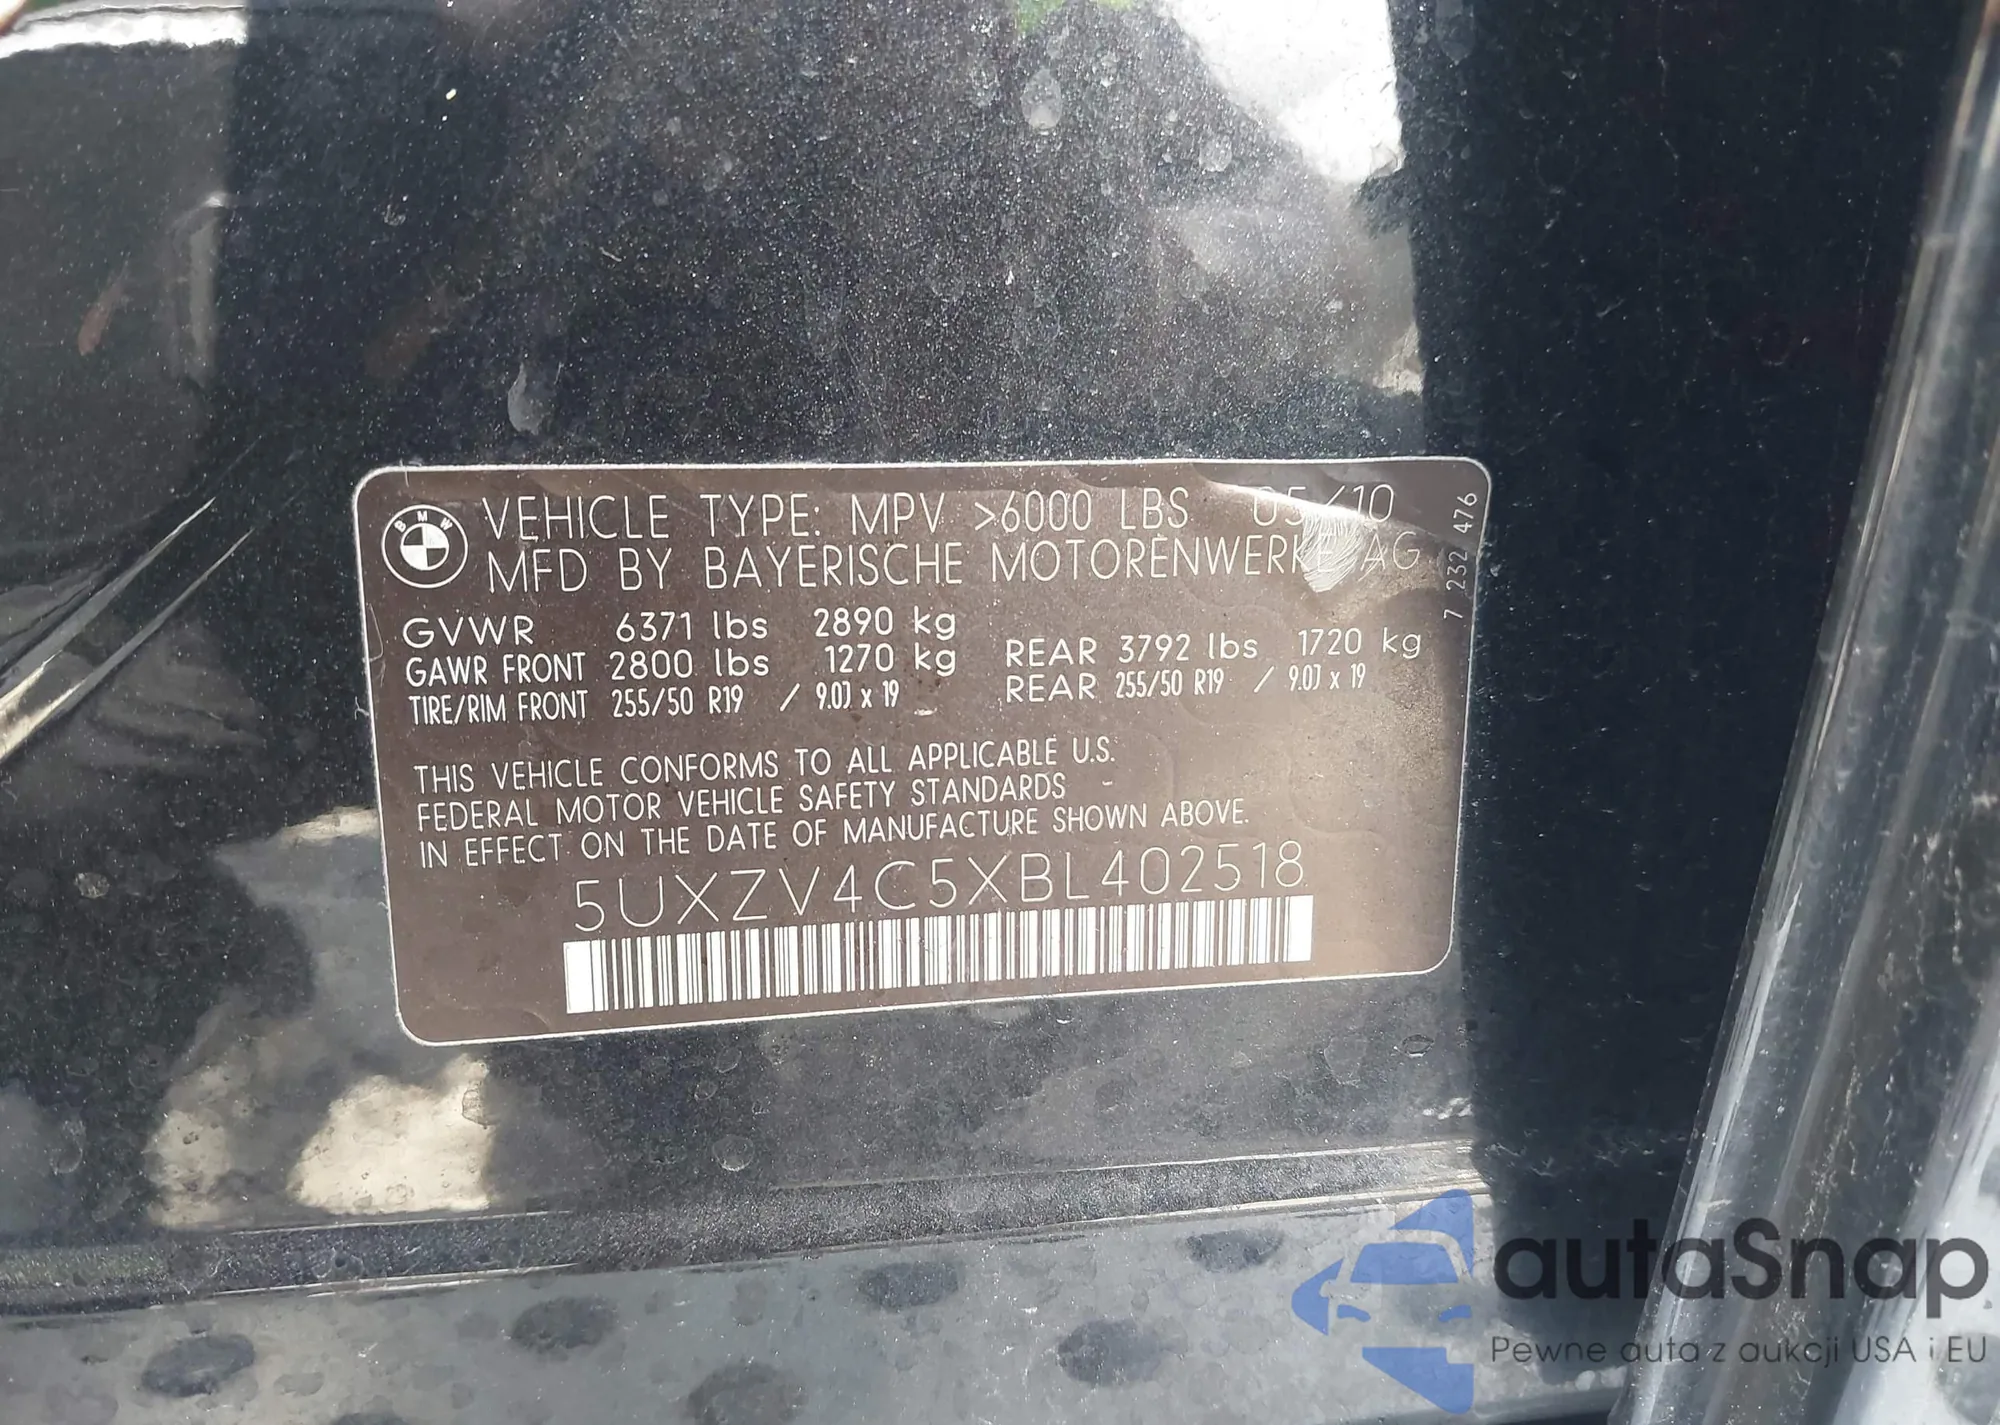 BMW
VEHICLE TYPE: MPV >6000 LBS 05/10
MFD BY BAYERISCHE MOTORENWERKE AG
7 232 476
GVWR 6371 lbs 2890 kg
GAWR FRONT 2800 lbs 1270 kg REAR 3792 lbs 1720 kg
TIRE/RIM FRONT 255/50 R19 / 9.0J x 19 REAR 255/50 R19 / 9.0J x 19
THIS VEHICLE CONFORMS TO ALL APPLICABLE U.S.
FEDERAL MOTOR VEHICLE SAFETY STANDARDS
IN EFFECT ON THE DATE OF MANUFACTURE SHOWN ABOVE.
5UXZV4C5XBL402518
autaSnap
Pewne auta z aukcji USA i EU